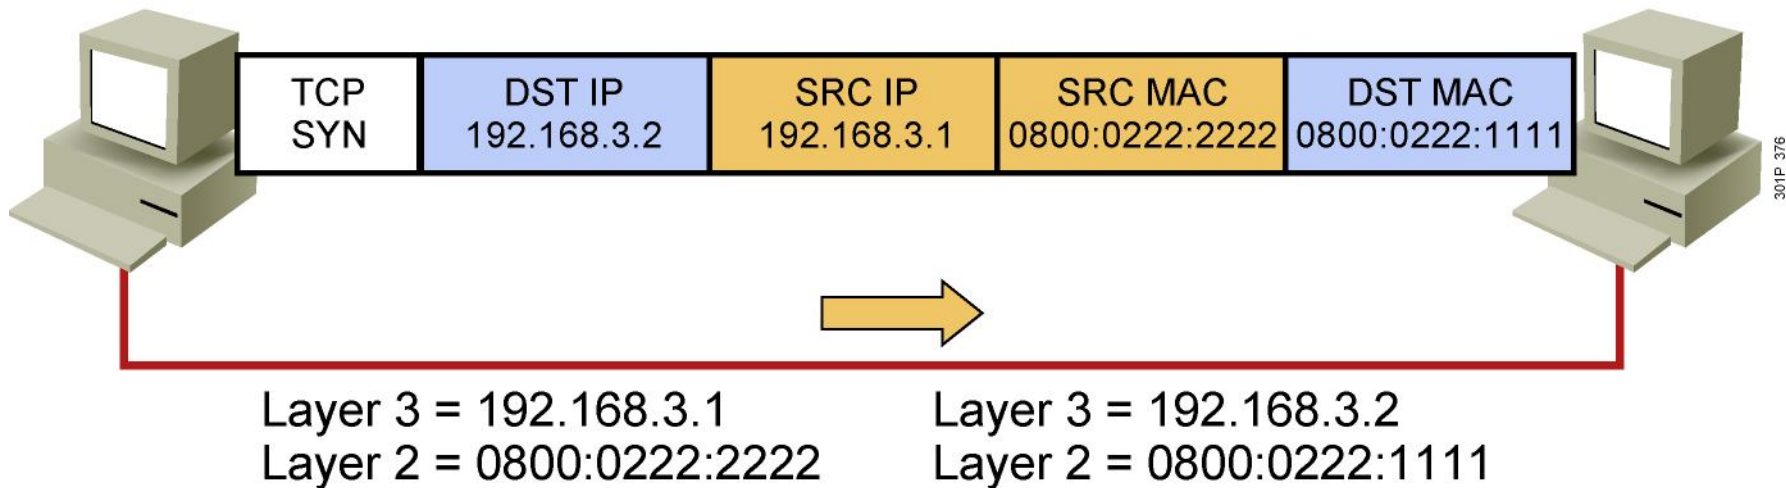 TCP
SYN
DST IP
192.168.3.2
SRC IP
192.168.3.1
SRC MAC
0800:0222:2222
DST MAC
0800:0222:1111
301P_376
Layer 3 = 192.168.3.1
Layer 2 = 0800:0222:2222
Layer 3 = 192.168.3.2
Layer 2 = 0800:0222:1111